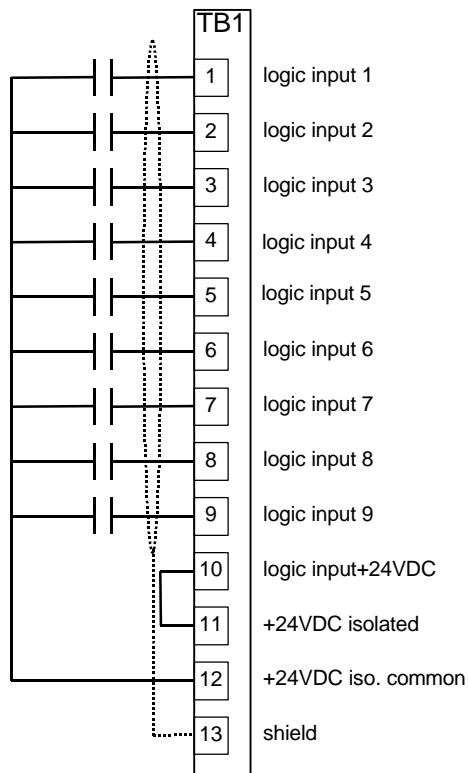 TB1
1 logic input 1
2 logic input 2
3 logic input 3
4 logic input 4
5 logic input 5
6 logic input 6
7 logic input 7
8 logic input 8
9 logic input 9
10 logic input+24VDC
11 +24VDC isolated
12 +24VDC iso. common
13 shield